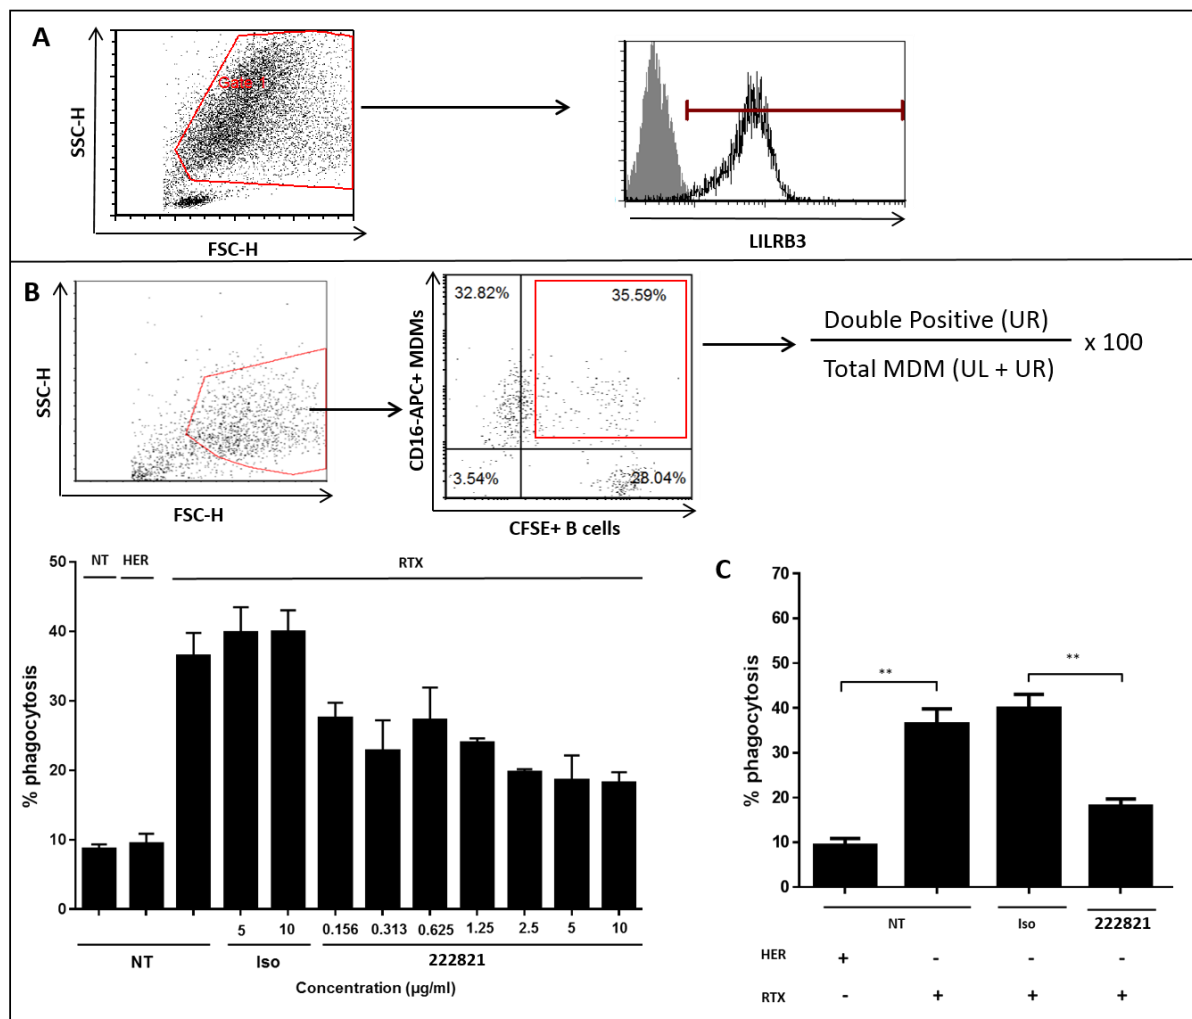 A
SSC-H
Gate 1
FSC-H
LILRB3
B
SSC-H
FSC-H
CD16-APC+ MDMs
32.82%
35.59%
3.54%
28.04%
CFSE+ B cells
Double Positive (UR)
Total MDM (UL + UR)
x 100
% phagocytosis
50
40
30
20
10
0
NT
HER
RTX
5
10
0.156
0.313
0.625
1.25
2.5
5
10
NT
Iso
222821
Concentration (µg/ml)
C
% phagocytosis
70
60
50
40
30
20
10
0
**
**
NT
Iso
222821
HER
+
-
-
-
RTX
-
+
+
+